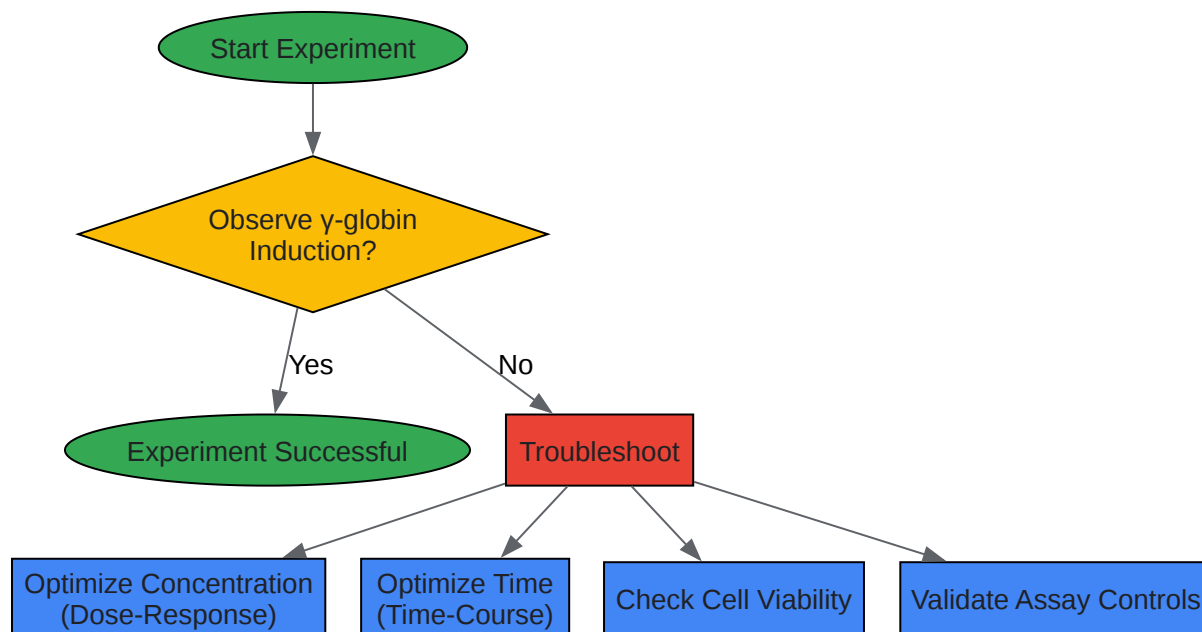 Start Experiment
Observe γ-globin
Induction?
Yes
No
Experiment Successful
Troubleshoot
Optimize Concentration
(Dose-Response)
Optimize Time
(Time-Course)
Check Cell Viability
Validate Assay Controls